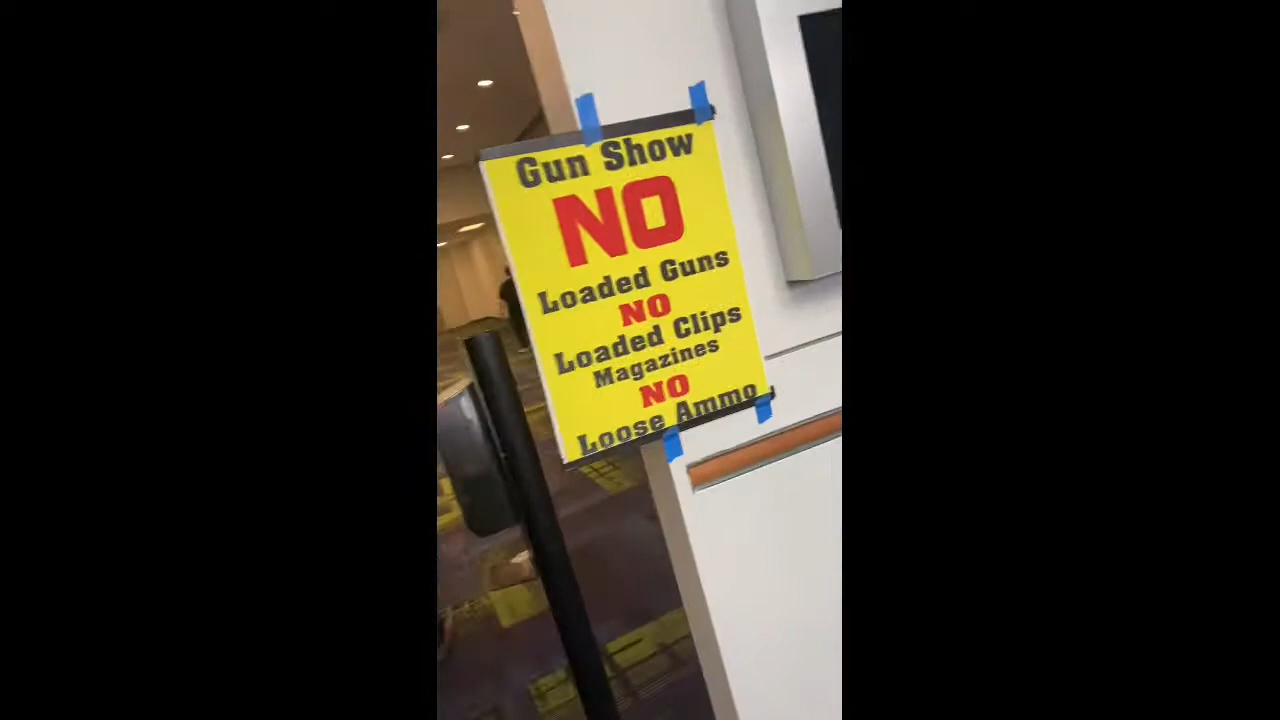 Gun Show
NO
Loaded Guns
NO
Loaded Clips
Magazines
NO
Loose Ammo